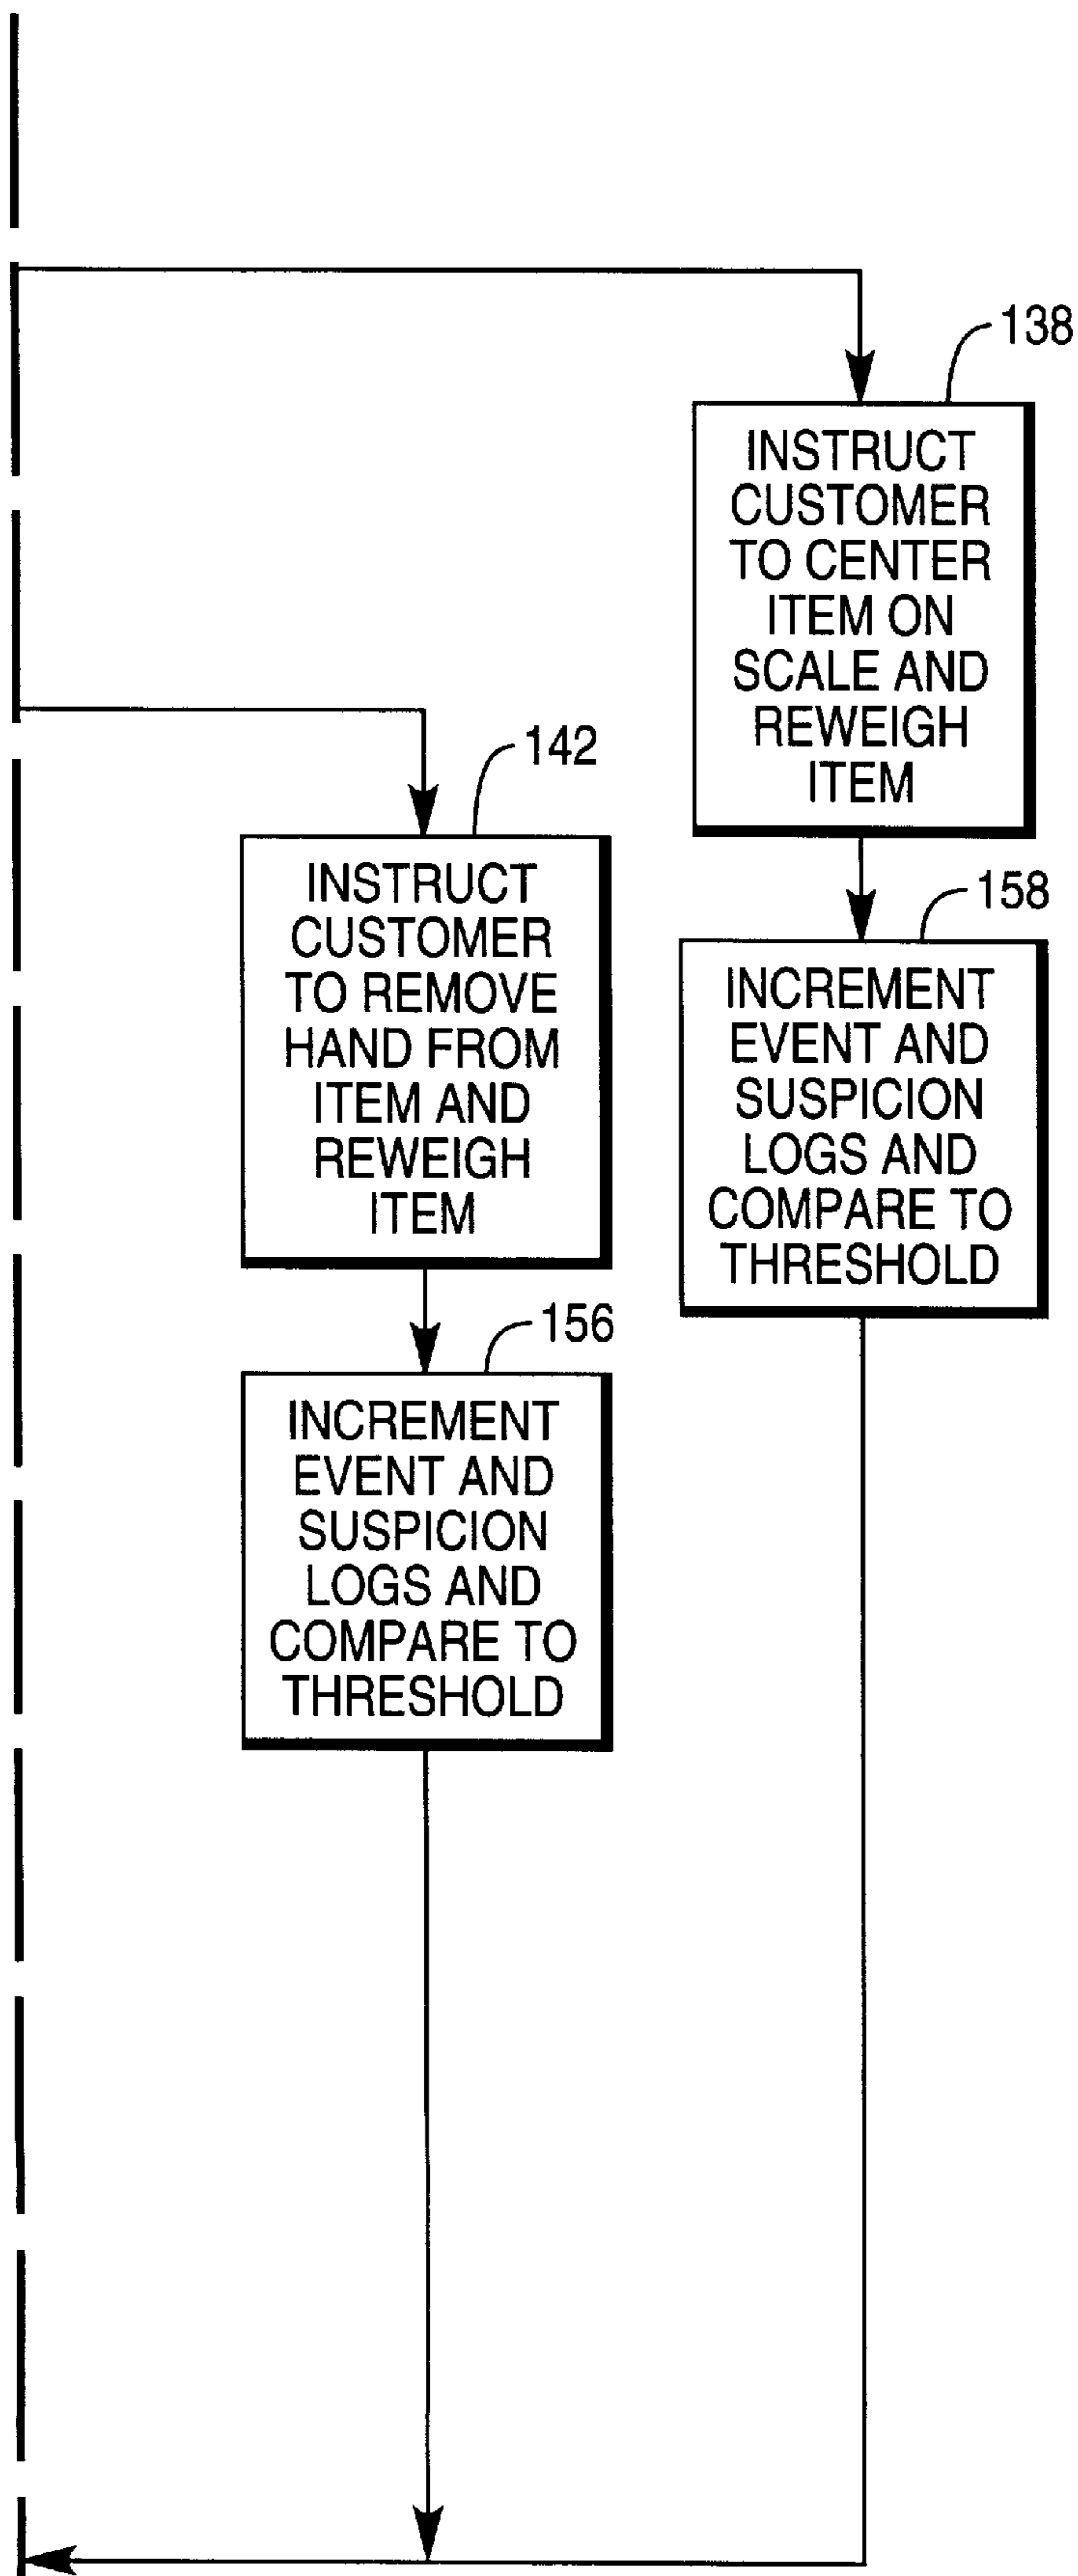 138
INSTRUCT
CUSTOMER
TO CENTER
ITEM ON
SCALE AND
REWEIGH
ITEM
142
INSTRUCT
CUSTOMER
TO REMOVE
HAND FROM
ITEM AND
REWEIGH
ITEM
158
INCREMENT
EVENT AND
SUSPICION
LOGS AND
COMPARE TO
THRESHOLD
156
INCREMENT
EVENT AND
SUSPICION
LOGS AND
COMPARE TO
THRESHOLD